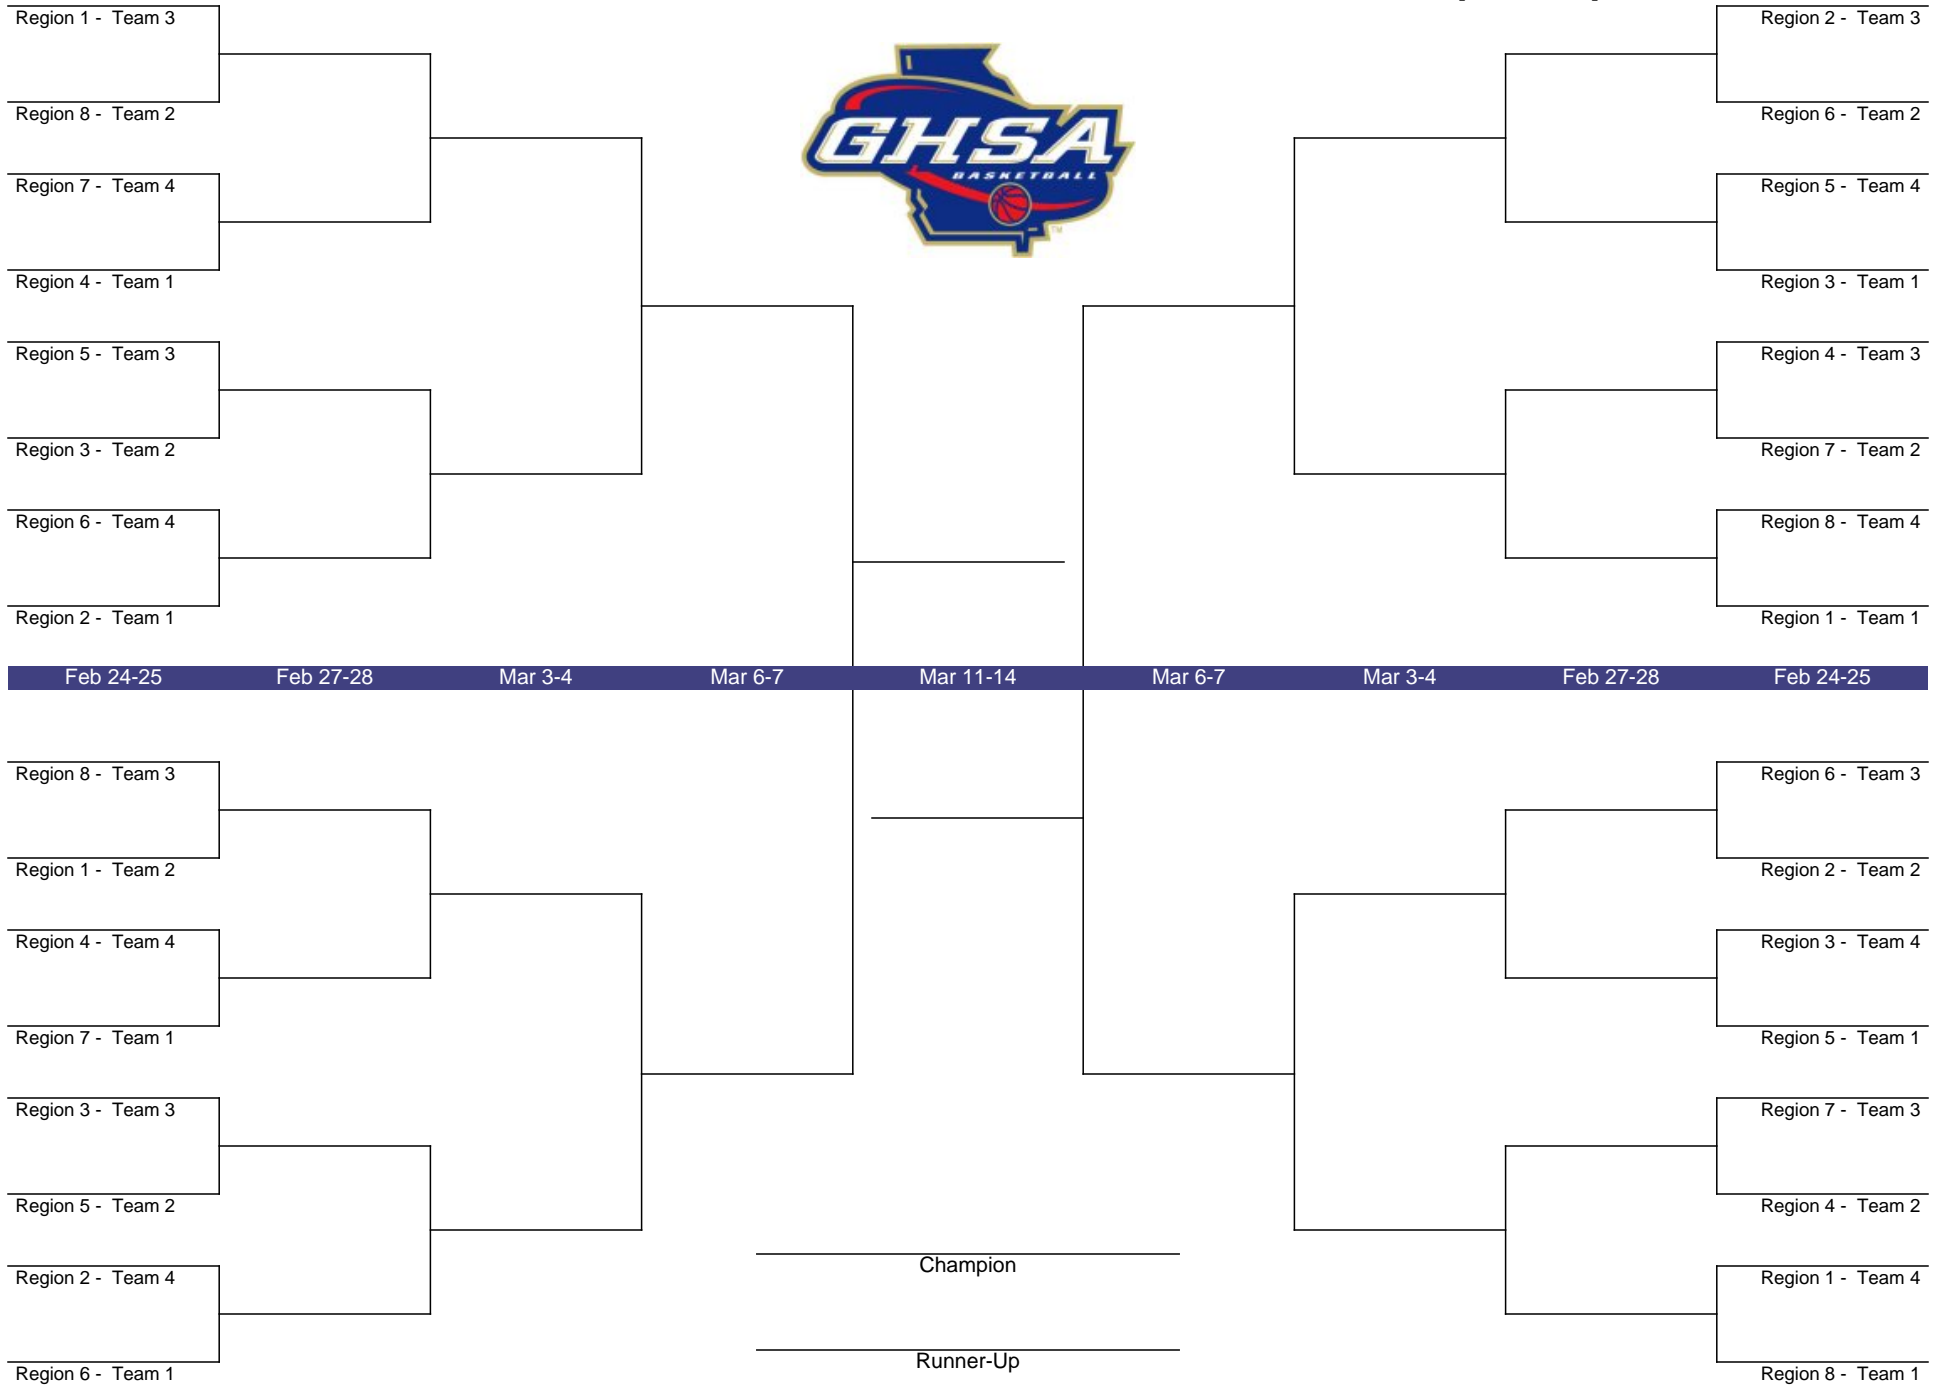 Region 1 - Team 3
Region 8 - Team 2
Region 7 - Team 4
Region 4 - Team 1
Region 5 - Team 3
Region 3 - Team 2
Region 6 - Team 4
Region 2 - Team 1
GHSA
BASKETBALL
TM
Region 2 - Team 3
Region 6 - Team 2
Region 5 - Team 4
Region 3 - Team 1
Region 4 - Team 3
Region 7 - Team 2
Region 8 - Team 4
Region 1 - Team 1
Feb 24-25 Feb 27-28 Mar 3-4 Mar 6-7 Mar 11-14 Mar 6-7 Mar 3-4 Feb 27-28 Feb 24-25
Region 8 - Team 3
Region 1 - Team 2
Region 4 - Team 4
Region 7 - Team 1
Region 3 - Team 3
Region 5 - Team 2
Region 2 - Team 4
Region 6 - Team 1
Champion
Runner-Up
Region 6 - Team 3
Region 2 - Team 2
Region 3 - Team 4
Region 5 - Team 1
Region 7 - Team 3
Region 4 - Team 2
Region 1 - Team 4
Region 8 - Team 1